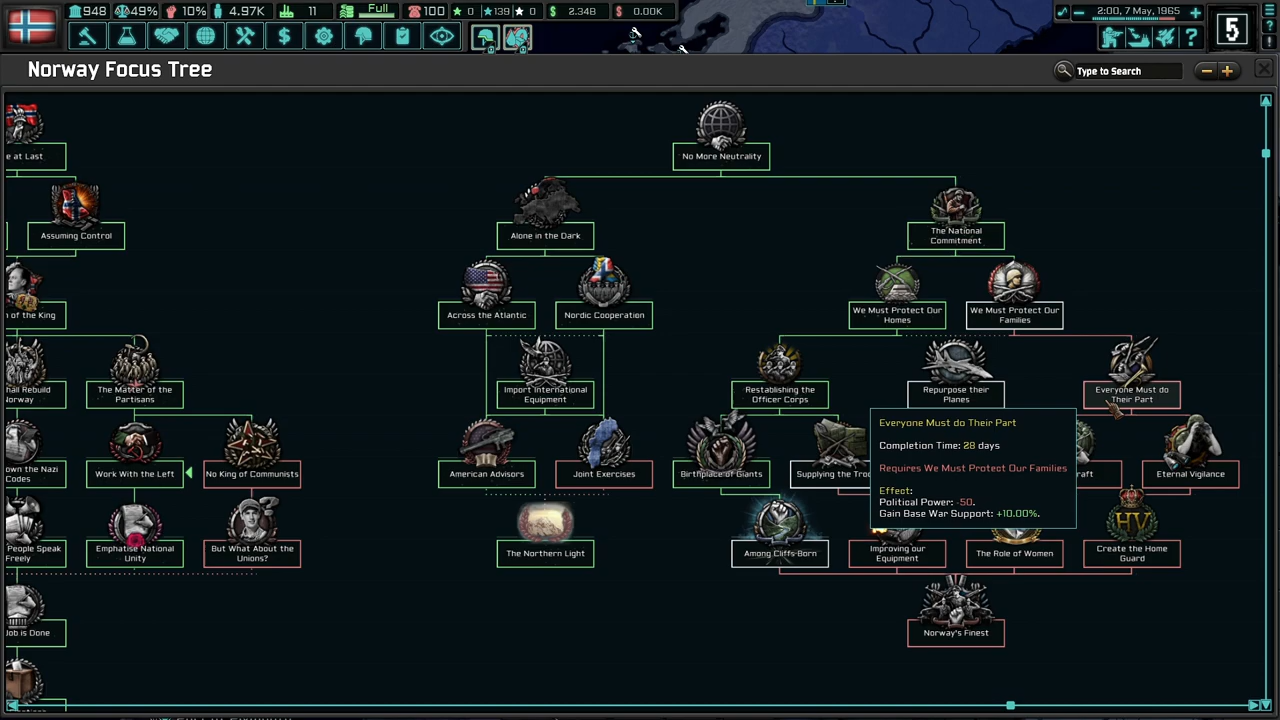 948 49% 10% 4.97K 11 Full 100 0 139 0 $ 2.34B $ 0.00K 2:00, 7 May, 1965 5
Norway Focus Tree
Type to Search
No More Neutrality
e at Last
Assuming Control
Alone in the Dark
The National
Commitment
n of the King
Across the Atlantic
Nordic Cooperation
We Must Protect Our
Homes
We Must Protect Our
Families
hall Rebuild
Norway
The Matter of the
Partisans
Import International
Equipment
Restablishing the
Officer Corps
Repurpose their
Planes
Everyone Must do
Their Part
Everyone Must do Their Part
Completion Time: 28 days
Requires We Must Protect Our Families
Effect:
Political Power: -50.
Gain Base War Support: +10.00%.
own the Nazi
Codes
Work With the Left
No King of Communists
American Advisors
Joint Exercises
Birthplace of Giants
Supplying the Tro
raft
Eternal Vigilance
People Speak
Freely
Emphatise National
Unity
But What About the
Unions?
The Northern Light
Among Cliffs Born
Improving our
Equipment
The Role of Women
HV
Create the Home
Guard
Job is Done
Norway's Finest